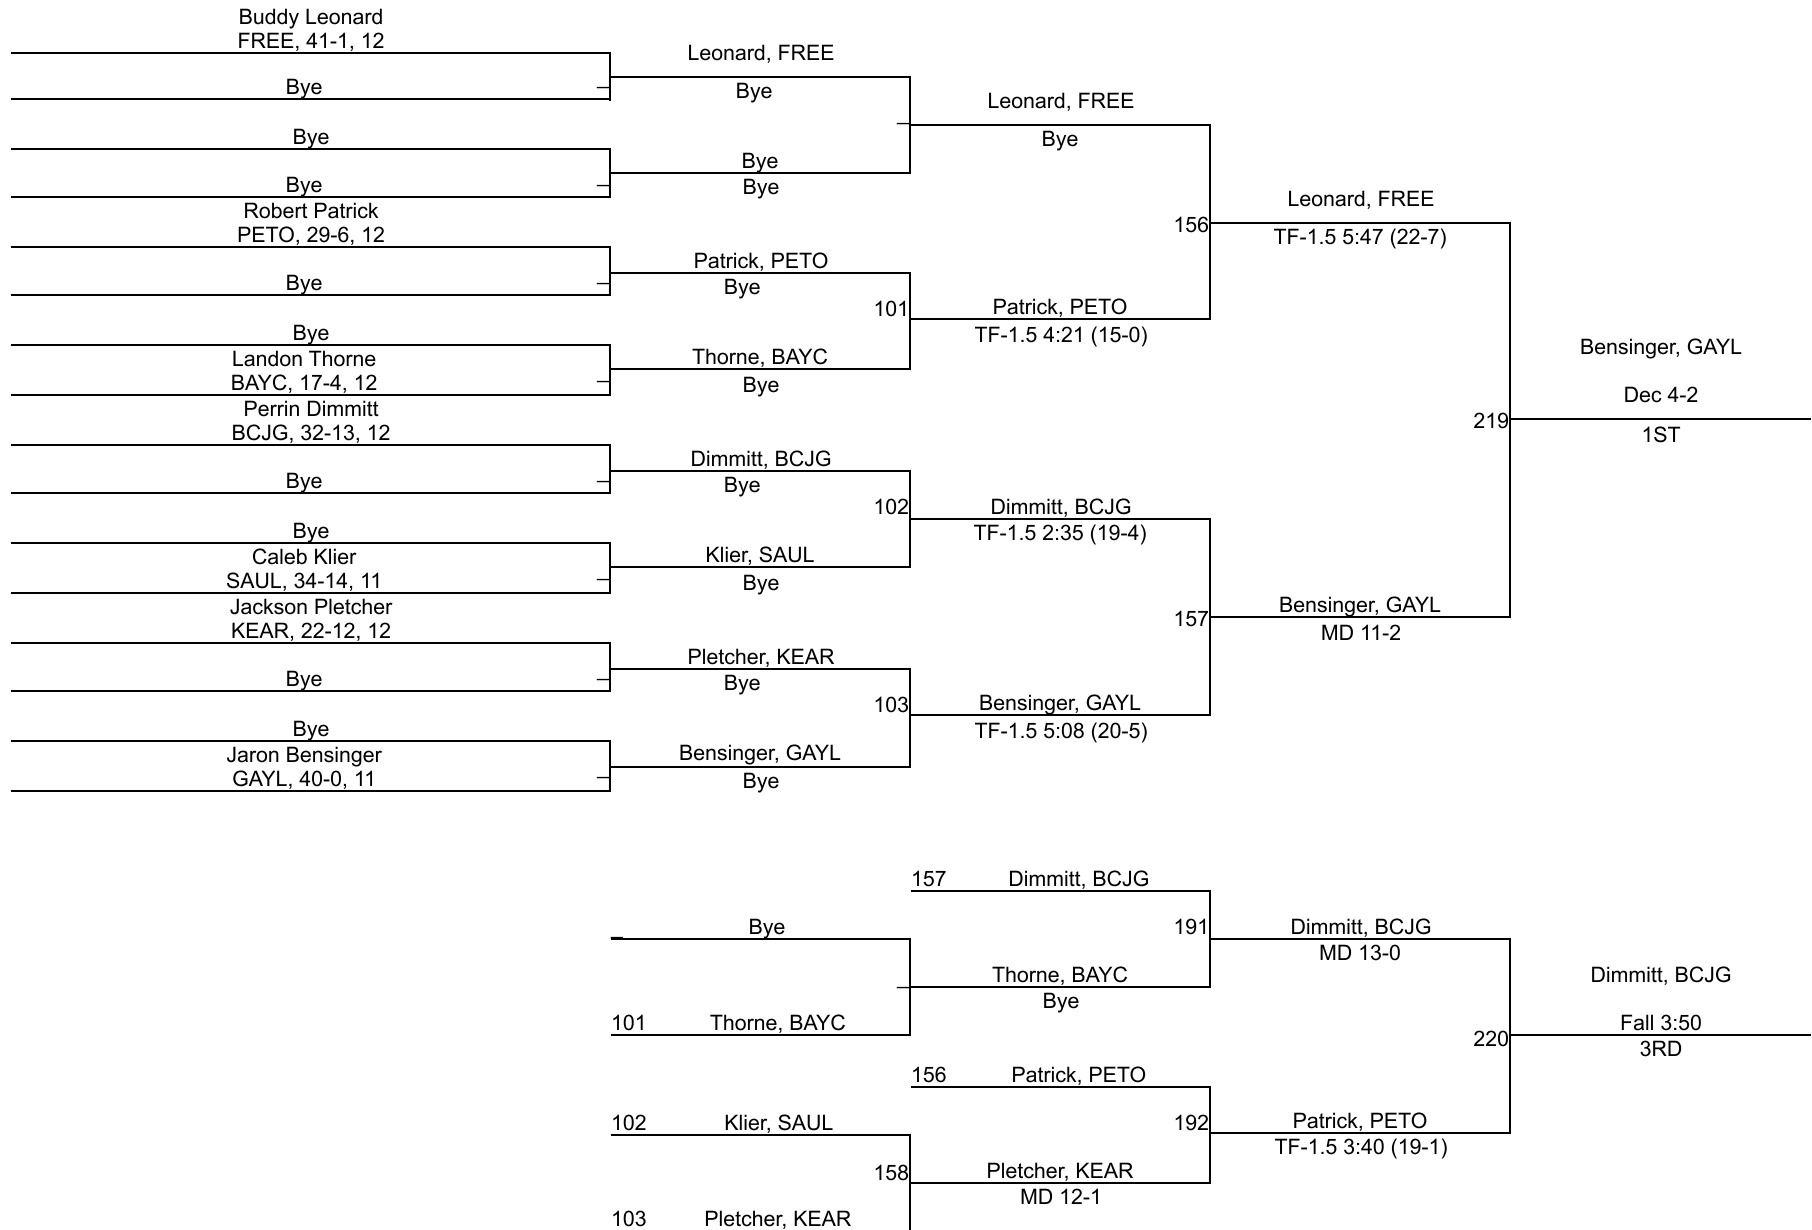 Buddy Leonard
FREE, 41-1, 12
Bye
Bye
Bye
Robert Patrick
PETO, 29-6, 12
Bye
Bye
Landon Thorne
BAYC, 17-4, 12
Perrin Dimmitt
BCJG, 32-13, 12
Bye
Bye
Caleb Klier
SAUL, 34-14, 11
Jackson Pletcher
KEAR, 22-12, 12
Bye
Bye
Jaron Bensinger
GAYL, 40-0, 11
Leonard, FREE
Bye
Bye
Bye
Patrick, PETO
Bye
101
Thorne, BAYC
Bye
Dimmitt, BCJG
Bye
102
Klier, SAUL
Bye
Pletcher, KEAR
Bye
103
Bensinger, GAYL
Bye
Leonard, FREE
Bye
156
Patrick, PETO
TF-1.5 4:21 (15-0)
Dimmitt, BCJG
TF-1.5 2:35 (19-4)
157
Bensinger, GAYL
TF-1.5 5:08 (20-5)
Leonard, FREE
TF-1.5 5:47 (22-7)
219
Bensinger, GAYL
MD 11-2
Bensinger, GAYL
Dec 4-2
1ST
Bye
101 Thorne, BAYC
102 Klier, SAUL
158
103 Pletcher, KEAR
157 Dimmitt, BCJG
191
Thorne, BAYC
Bye
156 Patrick, PETO
192
Pletcher, KEAR
MD 12-1
Dimmitt, BCJG
MD 13-0
220
Patrick, PETO
TF-1.5 3:40 (19-1)
Dimmitt, BCJG
Fall 3:50
3RD